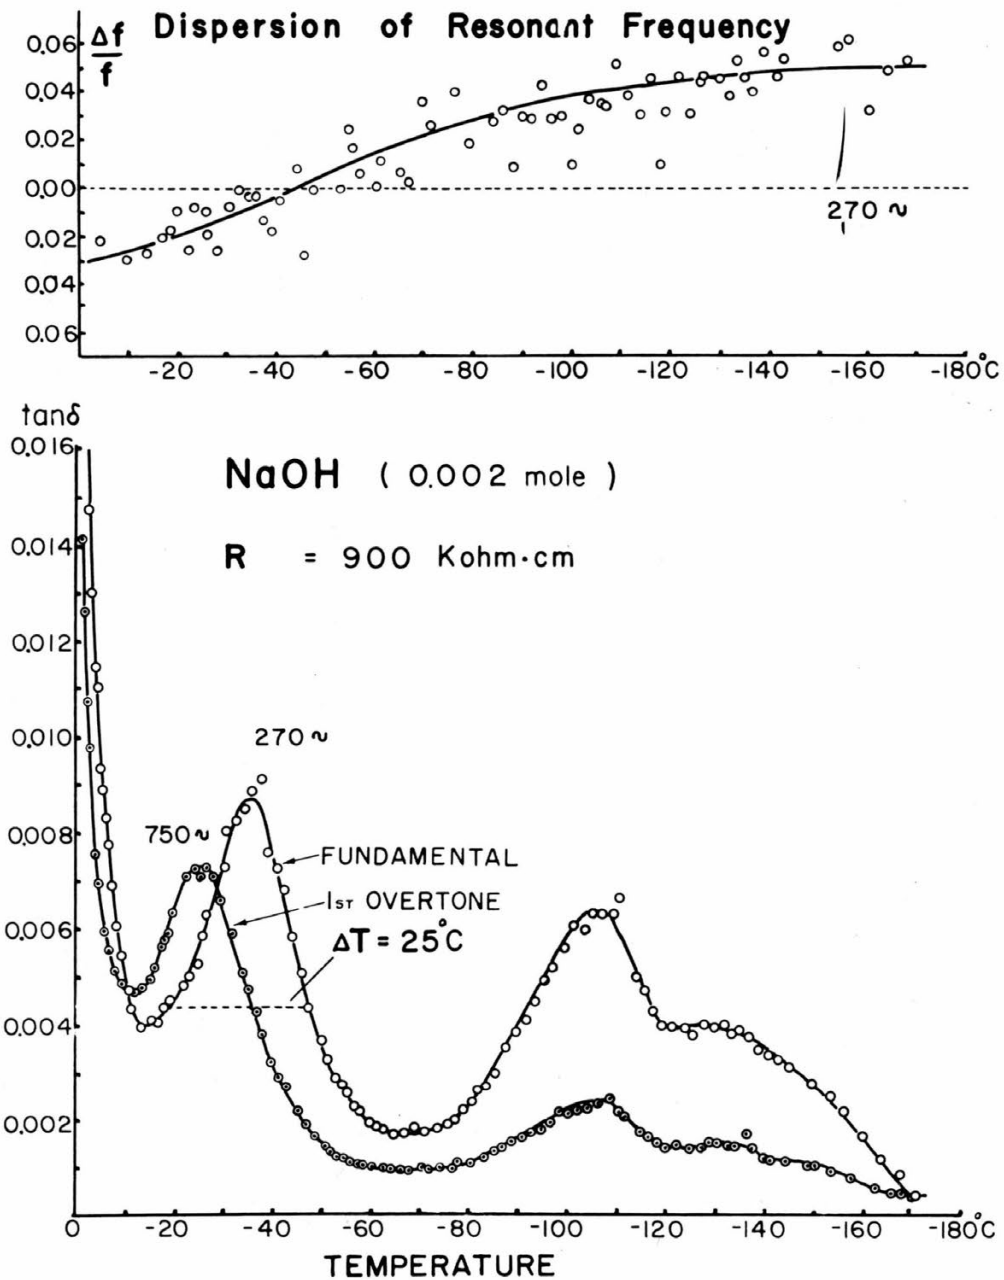 Dispersion of Resonant Frequency
Δf
f
0.06
0.04
0.02
0.00
0.02
0.04
0.06
270 ~
-20 -40 -60 -80 -100 -120 -140 -160 -180°C
tanδ
0.016
0.014
0.012
0.010
0.008
0.006
0.004
0.002
NaOH ( 0.002 mole )
R = 900 Kohm·cm
270 ~
750 ~
FUNDAMENTAL
1ST OVERTONE
ΔT = 25°C
0 -20 -40 -60 -80 -100 -120 -140 -160 -180°C
TEMPERATURE